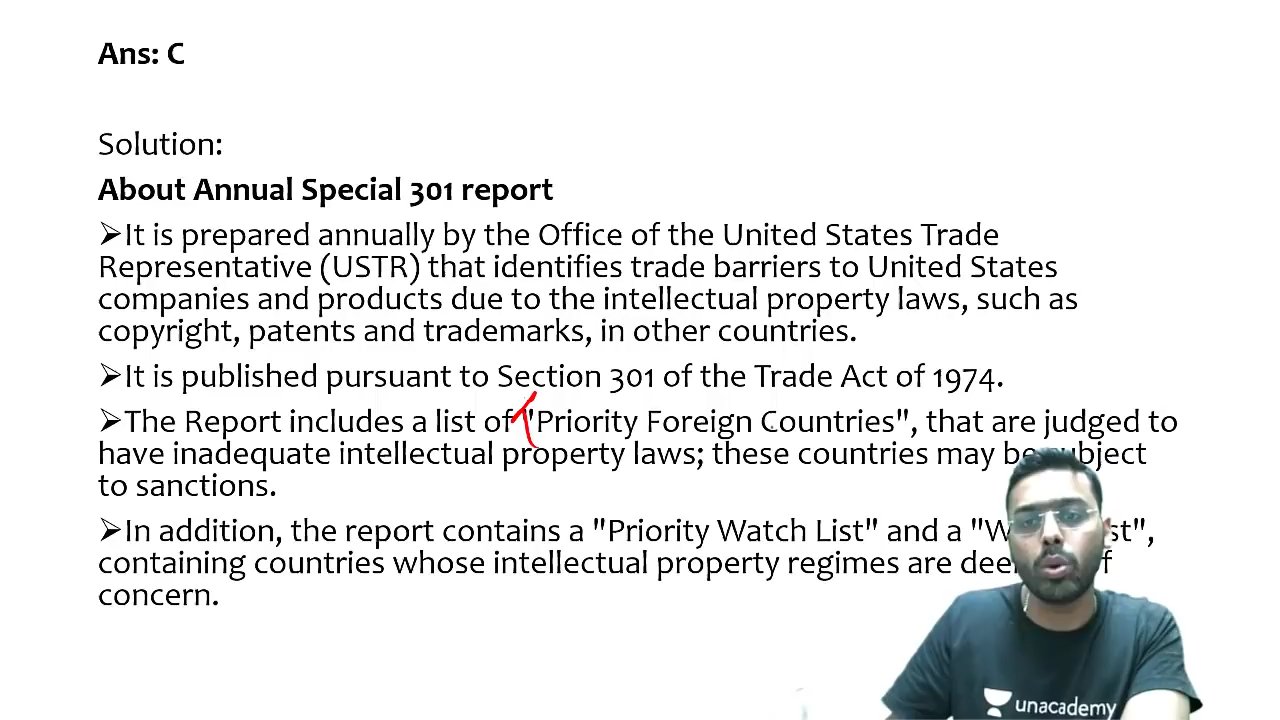 Ans: C
Solution:
About Annual Special 301 report
➢It is prepared annually by the Office of the United States Trade
Representative (USTR) that identifies trade barriers to United States
companies and products due to the intellectual property laws, such as
copyright, patents and trademarks, in other countries.
➢It is published pursuant to Section 301 of the Trade Act of 1974.
➢The Report includes a list of "Priority Foreign Countries", that are judged to
have inadequate intellectual property laws; these countries may be subject
to sanctions.
➢In addition, the report contains a "Priority Watch List" and a
containing countries whose intellectual property regimes are
concern.
unacademy